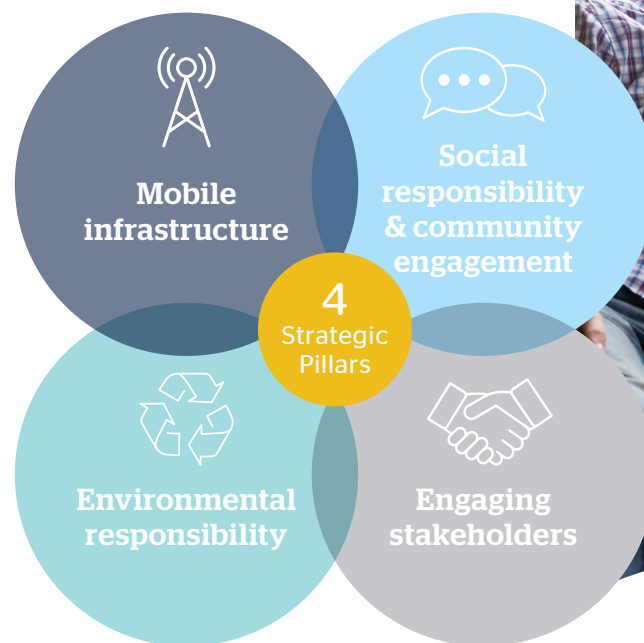 Mobile
infrastructure
Social
responsibility
& community
engagement
4
Strategic
Pillars
Environmental
responsibility
Engaging
stakeholders